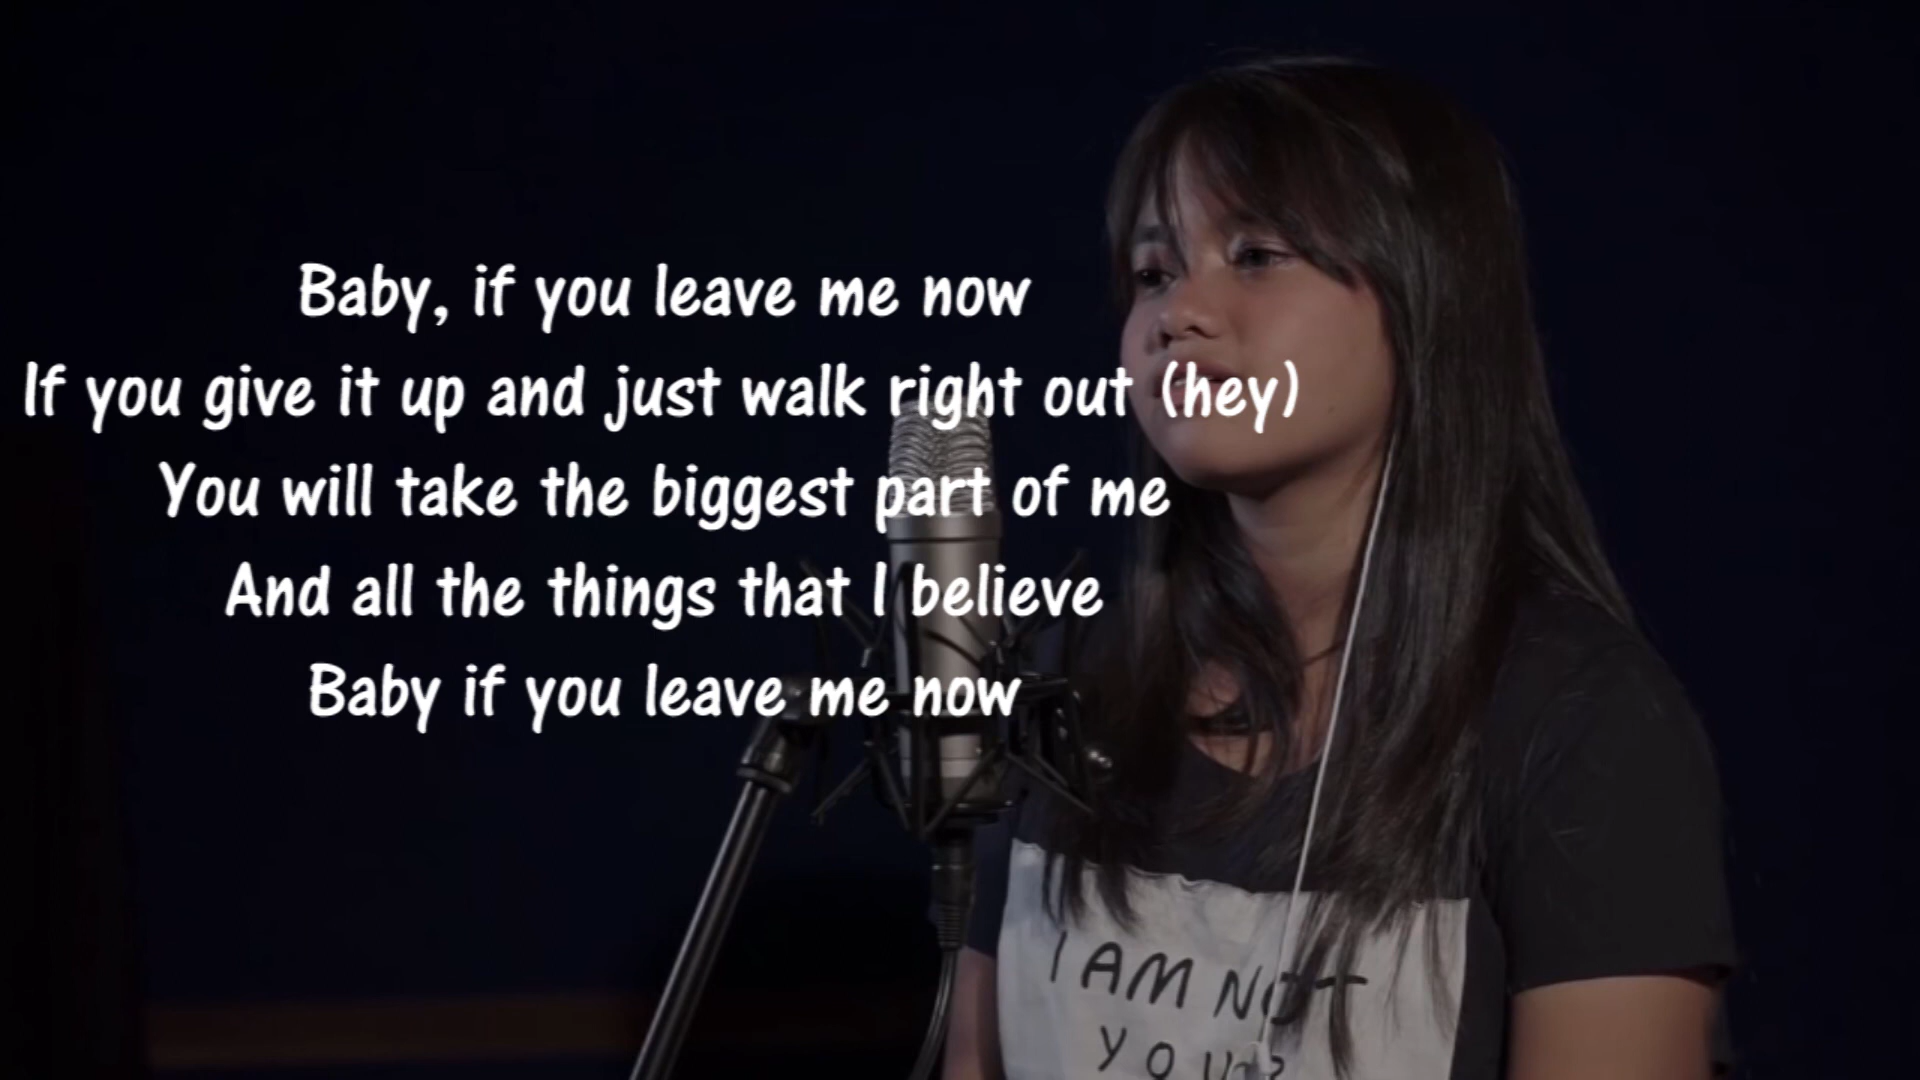 Baby, if you leave me now
If you give it up and just walk right out (hey)
You will take the biggest part of me
And all the things that I believe
Baby if you leave me now
I AM NOT